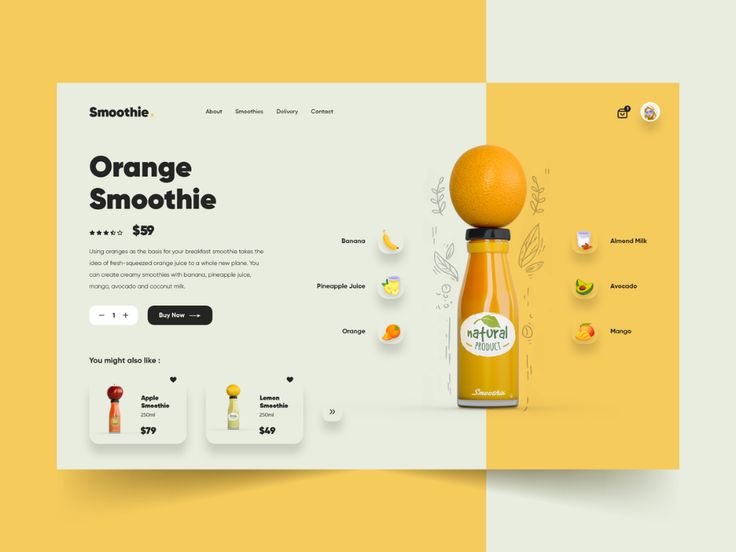 Smoothie.
About Smoothies Delivery Contact
1
Orange
Smoothie
$59
Using oranges as the basis for your breakfast smoothie takes the
idea of fresh-squeezed orange juice to a whole new plane. You
can create creamy smoothies with banana, pineapple juice,
mango, avocado and coconut milk.
− 1 +
Buy Now
You might also like :
Apple
Smoothie
250ml
$79
Lemon
Smoothie
250ml
$49
»
Banana
Pineapple Juice
Orange
natural
PRODUCT
Smoothie
Almond Milk
Avocado
Mango